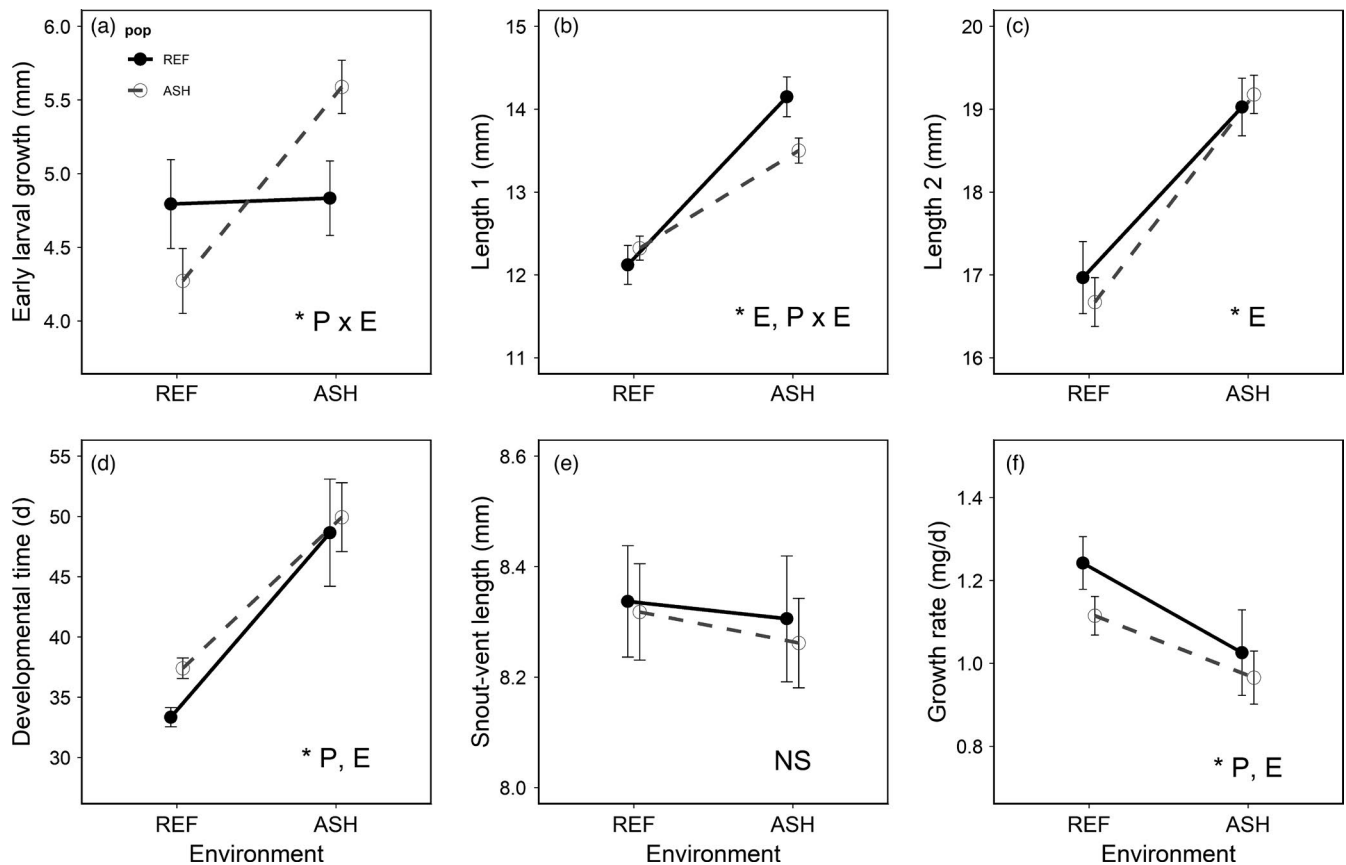 (a)
pop
REF
ASH
Early larval growth (mm)
6.0
5.5
5.0
4.5
4.0
* P x E
REF
ASH
(b)
Length 1 (mm)
15
14
13
12
11
* E, P x E
REF
ASH
(c)
Length 2 (mm)
20
19
18
17
16
* E
REF
ASH
(d)
Developmental time (d)
55
50
45
40
35
30
* P, E
REF
ASH
Environment
(e)
Snout-vent length (mm)
8.6
8.4
8.2
8.0
NS
REF
ASH
Environment
(f)
Growth rate (mg/d)
1.4
1.2
1.0
0.8
* P, E
REF
ASH
Environment